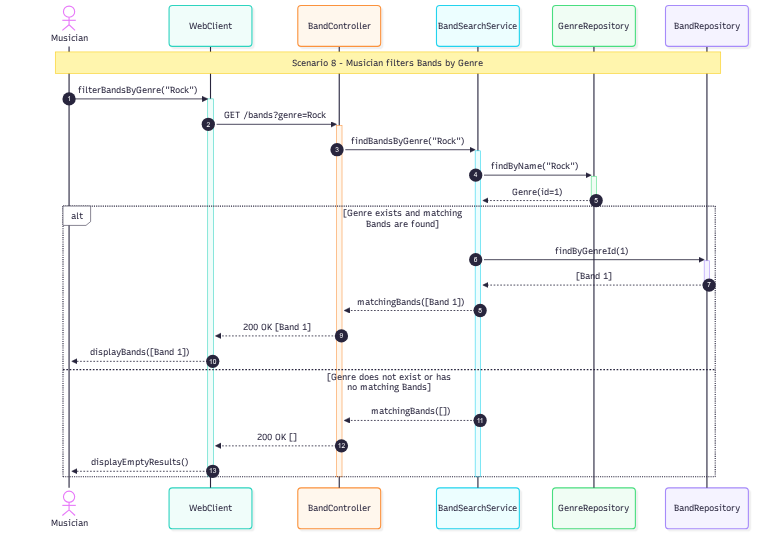 Musician
WebClient
BandController
BandSearchService
GenreRepository
BandRepository
Scenario 8 - Musician filters Bands by Genre
1
filterBandsByGenre("Rock")
2
GET /bands?genre=Rock
3
findBandsByGenre("Rock")
4
findByName("Rock")
Genre(id=1)
5
alt
[Genre exists and matching
Bands are found]
6
findByGenreId(1)
[Band 1]
7
matchingBands([Band 1])
8
200 OK [Band 1]
9
displayBands([Band 1])
10
[Genre does not exist or has
no matching Bands]
matchingBands([])
11
200 OK []
12
displayEmptyResults()
13
Musician
WebClient
BandController
BandSearchService
GenreRepository
BandRepository